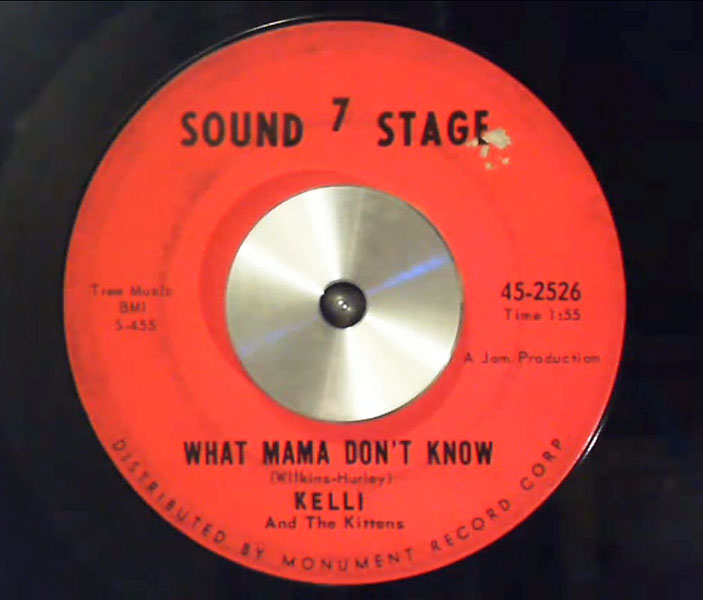 SOUND 7 STAGE
Tree Music
BMI
S-455
45-2526
Time 1:55
A Jam Production
WHAT MAMA DON'T KNOW
(Wilkins-Hurley)
KELLI
And The Kittens
DISTRIBUTED BY MONUMENT RECORD CORP.